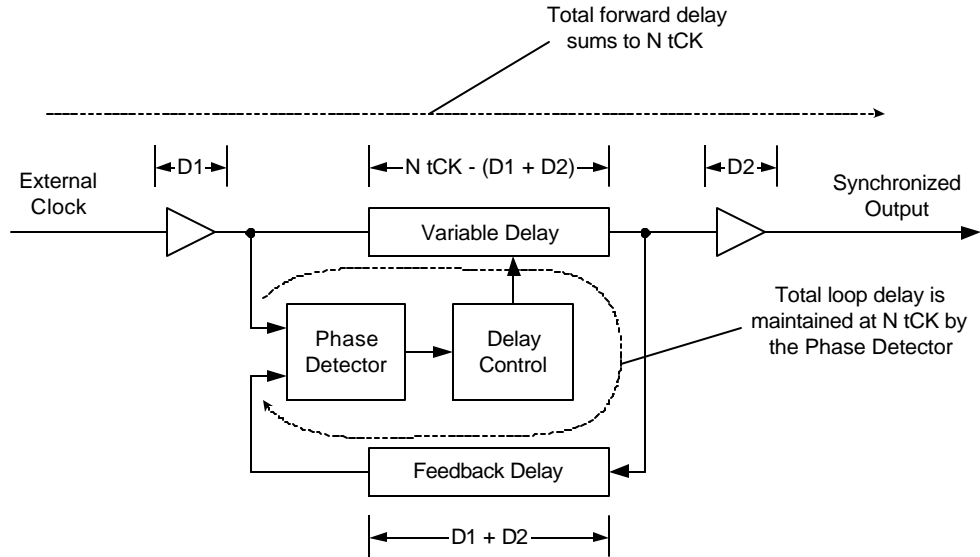 Total forward delay
sums to N tCK
D1
N tCK - (D1 + D2)
D2
External
Clock
Synchronized
Output
Variable Delay
Phase
Detector
Delay
Control
Total loop delay is
maintained at N tCK by
the Phase Detector
Feedback Delay
D1 + D2